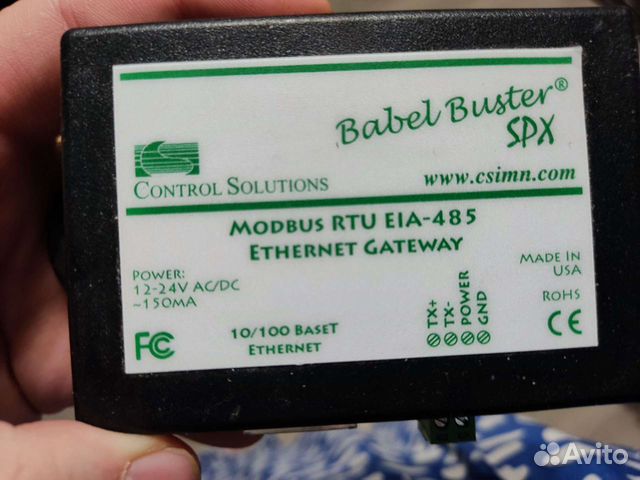 Babel Buster®
SPX
CONTROL SOLUTIONS
www.csimn.com
MODBUS RTU EIA-485
ETHERNET GATEWAY
POWER:
12-24V AC/DC
~150MA
FC
10/100 BASET
ETHERNET
TX+
TX-
POWER
GND
MADE IN
USA
ROHS
CE
Avito